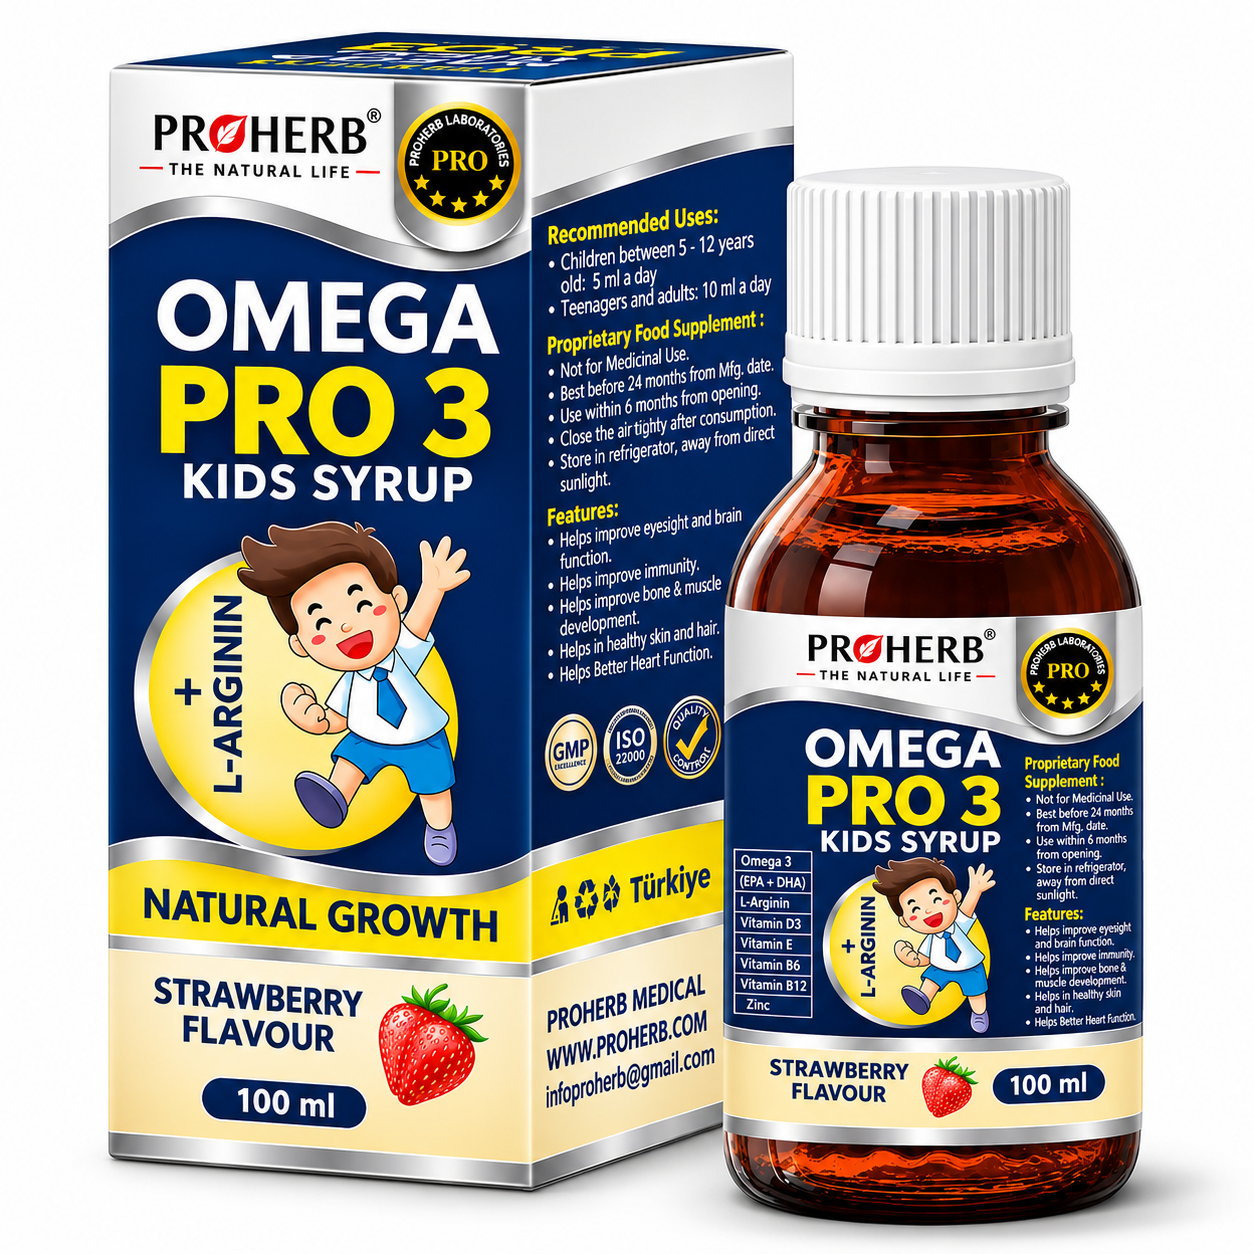 PROHERB®
THE NATURAL LIFE
PROHERB LABORATORIES
PRO
OMEGA
PRO 3
KIDS SYRUP
+
L-ARGININ
NATURAL GROWTH
STRAWBERRY
FLAVOUR
100 ml
Recommended Uses:
• Children between 5 - 12 years
old: 5 ml a day
• Teenagers and adults: 10 ml a day
Proprietary Food Supplement :
• Not for Medicinal Use.
• Best before 24 months from Mfg. date.
• Use within 6 months from opening.
• Close the air tighty after consumption.
• Store in refrigerator, away from direct
sunlight.
Features:
• Helps improve eyesight and brain
function.
• Helps improve immunity.
• Helps improve bone & muscle
development.
• Helps in healthy skin and hair.
• Helps Better Heart Function.
GMP
EXCELLENCE
ISO
22000
QUALITY
CONTROL
Türkiye
PROHERB MEDICAL
WWW.PROHERB.COM
infoproherb@gmail.com
PROHERB®
THE NATURAL LIFE
PROHERB LABORATORIES
PRO
OMEGA
PRO 3
KIDS SYRUP
Omega 3
(EPA + DHA)
L-Arginin
Vitamin D3
Vitamin E
Vitamin B6
Vitamin B12
Zinc
+
L-ARGININ
Proprietary Food
Supplement :
• Not for Medicinal Use.
• Best before 24 months
from Mfg. date.
• Use within 6 months
from opening.
• Store in refrigerator,
away from direct
sunlight.
Features:
• Helps improve eyesight
and brain function.
• Helps improve immunity.
• Helps improve bone &
muscle development.
• Helps in healthy skin
and hair.
• Helps Better Heart Function.
STRAWBERRY
FLAVOUR
100 ml